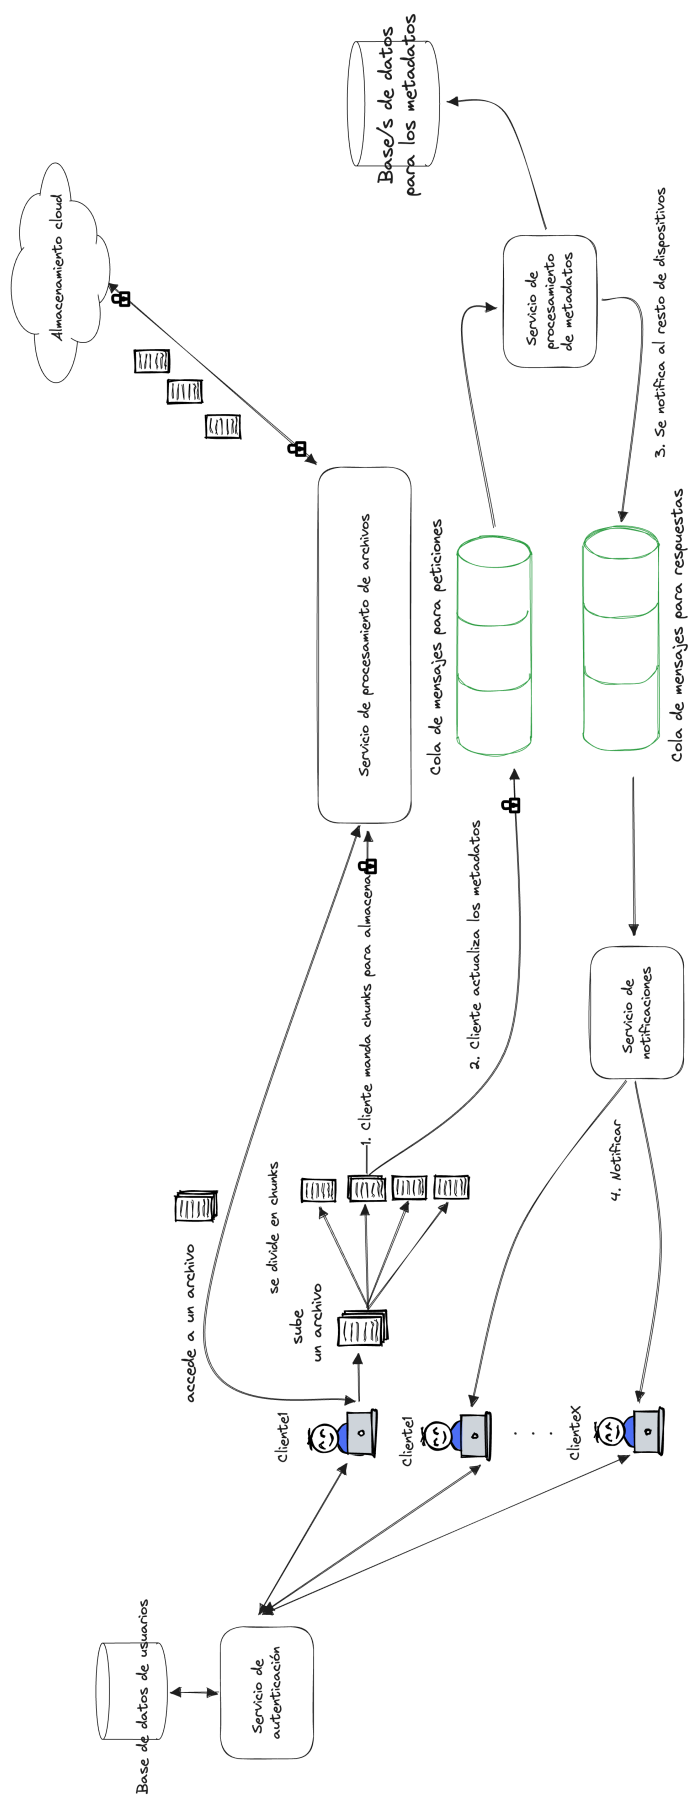 Base de datos de usuarios
Servicio de
autenticación
Cliente1
Cliente1
ClienteX
accede a un archivo
sube
un archivo
se divide en chunks
1. Cliente manda chunks para almacenar
2. Cliente actualiza los metadatos
4. Notificar
Servicio de
notificaciones
Servicio de procesamiento de archivos
Cola de mensajes para peticiones
Cola de mensajes para respuestas
3. Se notifica al resto de dispositivos
Almacenamiento cloud
Servicio de
procesamiento
de metadatos
Base/s de datos
para los metadatos